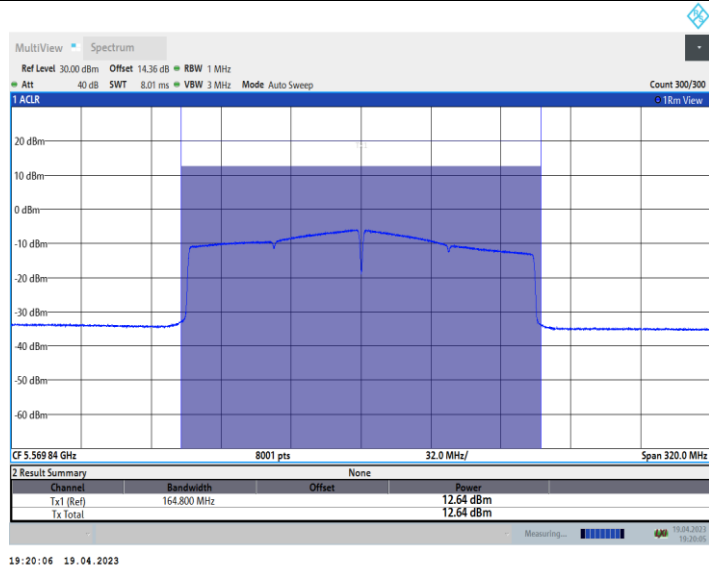 MultiView Spectrum
Ref Level 30.00 dBm Offset 14.36 dB RBW 1 MHz
Att 40 dB SWT 8.01 ms VBW 3 MHz Mode Auto Sweep Count 300/300
1 ACLR 1Rm View
20 dBm
10 dBm
0 dBm
-10 dBm
-20 dBm
-30 dBm
-40 dBm
-50 dBm
-60 dBm
CF 5.569 84 GHz 8001 pts 32.0 MHz/ Span 320.0 MHz
2 Result Summary None
Channel Bandwidth Offset Power
Tx1 (Ref) 164.800 MHz 12.64 dBm
Tx Total 12.64 dBm
Measuring... 19.04.2023
19:20:05
19:20:06 19.04.2023